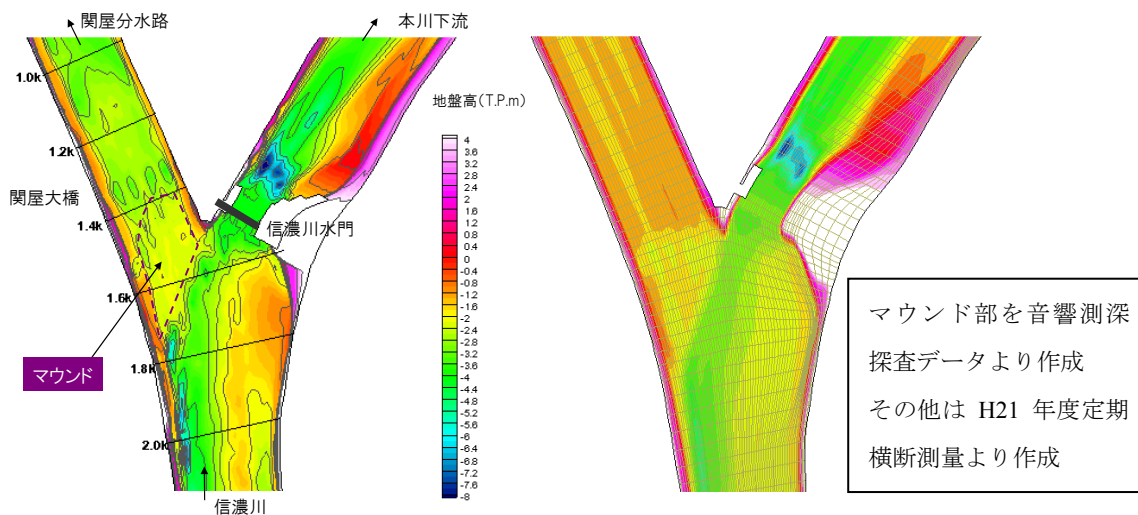 関屋分水路
本川下流
1.0k
地盤高(T.P.m)
1.2k
関屋大橋
1.4k
信濃川水門
1.6k
マウンド
1.8k
2.0k
信濃川
4
3.6
3.2
2.8
2.4
2
1.6
1.2
0.8
0.4
0
-0.4
-0.8
-1.2
-1.6
-2
-2.4
-2.8
-3.2
-3.6
-4
-4.4
-4.8
-5.2
-5.6
-6
-6.4
-6.8
-7.2
-7.6
-8
マウンド部を音響測深
探査データより作成
その他は H21 年度定期
横断測量より作成